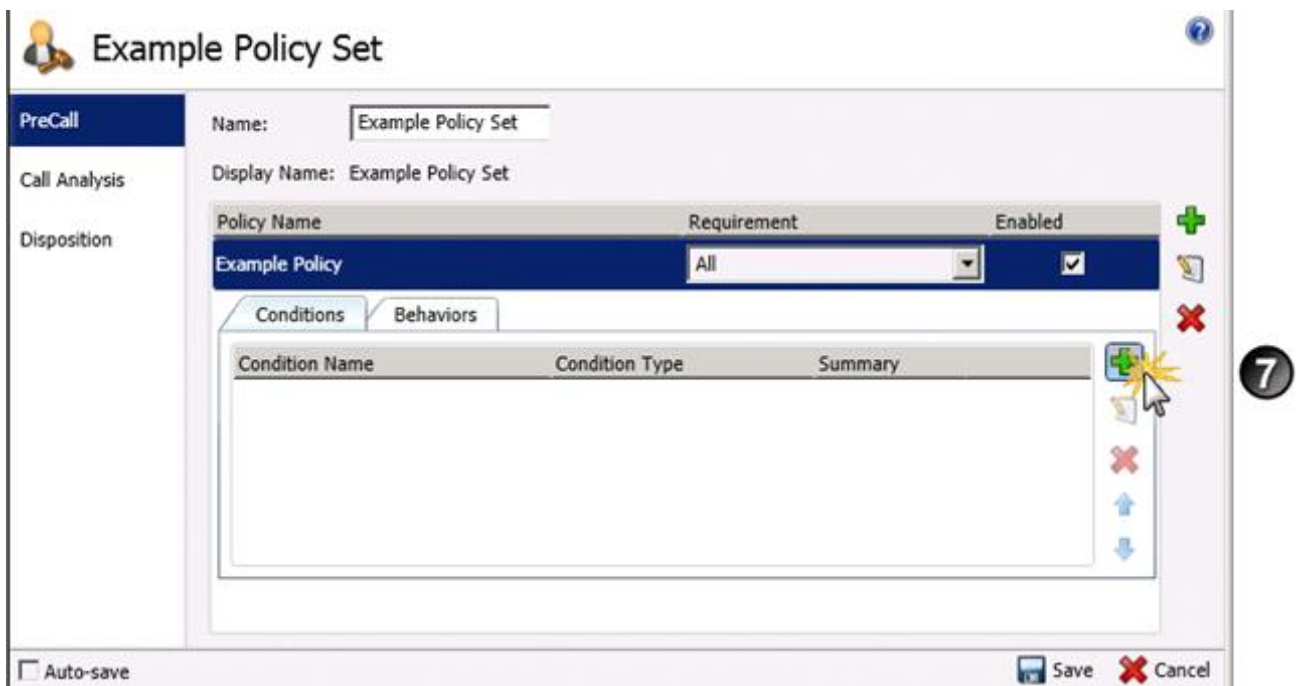 Example Policy Set
PreCall
Name: Example Policy Set
Call Analysis
Display Name: Example Policy Set
Disposition
Policy Name Requirement Enabled
Example Policy All
Conditions Behaviors
Condition Name Condition Type Summary
7
Auto-save Save Cancel